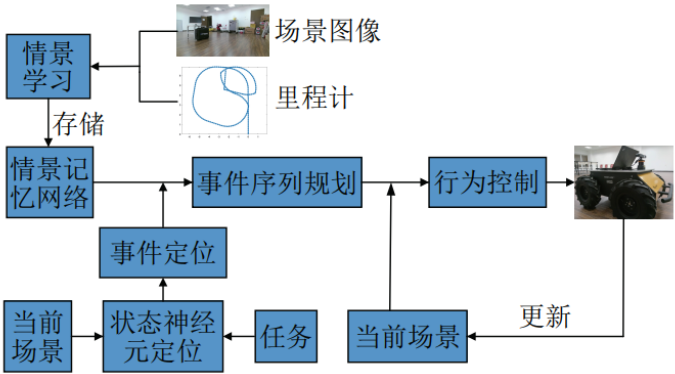 情景
学习
场景图像
里程计
存储
情景记
忆网络
事件序列规划
行为控制
事件定位
当前
场景
状态神经
元定位
任务
当前场景
更新